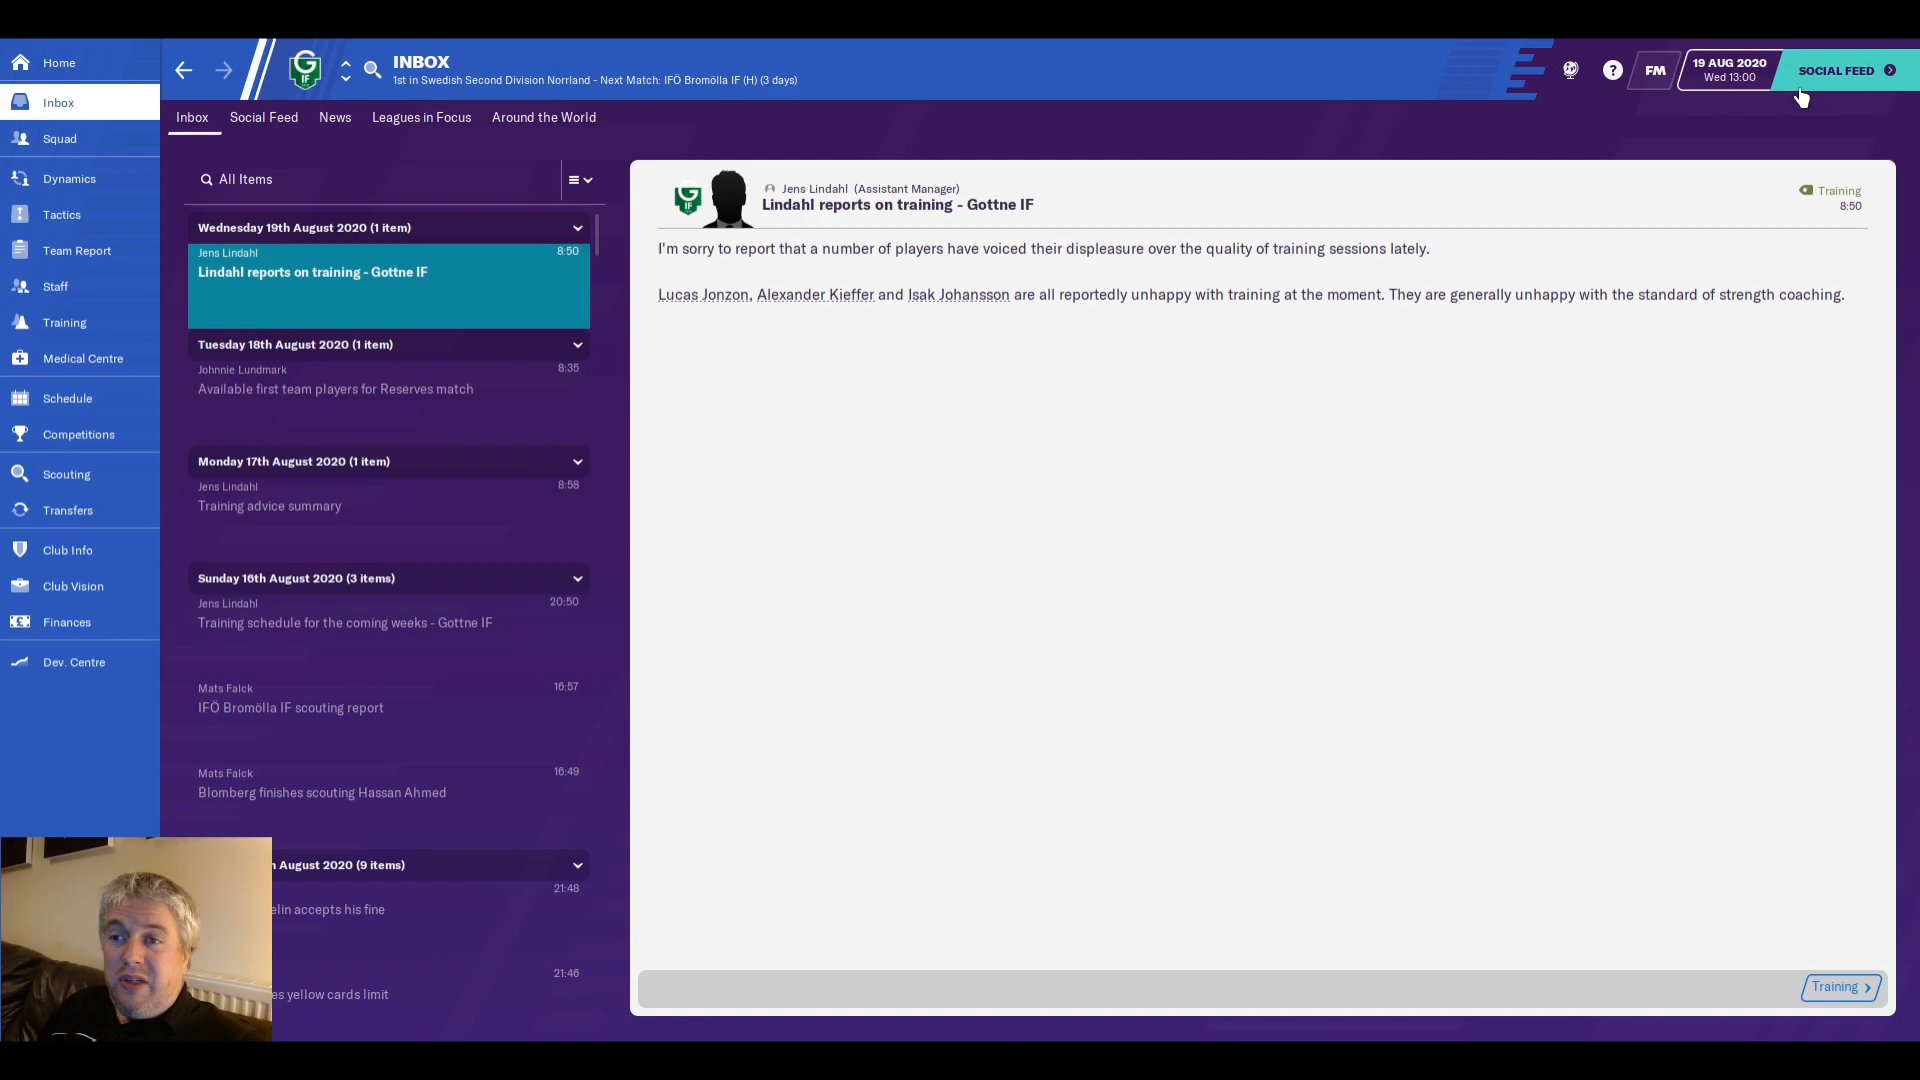 Home
Inbox
Squad
Dynamics
Tactics
Team Report
Staff
Training
Medical Centre
Schedule
Competitions
Scouting
Transfers
Club Info
Club Vision
Finances
Dev. Centre
G
IF
INBOX
1st in Swedish Second Division Norrland - Next Match: IFÖ Bromölla IF (H) (3 days)
?
FM
19 AUG 2020
Wed 13:00
SOCIAL FEED
Inbox Social Feed News Leagues in Focus Around the World
All Items
Wednesday 19th August 2020 (1 item)
Jens Lindahl 8:50
Lindahl reports on training - Gottne IF
Tuesday 18th August 2020 (1 item)
Johnnie Lundmark 8:35
Available first team players for Reserves match
Monday 17th August 2020 (1 item)
Jens Lindahl 8:58
Training advice summary
Sunday 16th August 2020 (3 items)
Jens Lindahl 20:50
Training schedule for the coming weeks - Gottne IF
Mats Falck 16:57
IFÖ Bromölla IF scouting report
Mats Falck 16:49
Blomberg finishes scouting Hassan Ahmed
August 2020 (9 items)
21:48
accepts his fine
21:46
yellow cards limit
Jens Lindahl (Assistant Manager)
Lindahl reports on training - Gottne IF
Training
8:50
I'm sorry to report that a number of players have voiced their displeasure over the quality of training sessions lately.
Lucas Jonzon, Alexander Kieffer and Isak Johansson are all reportedly unhappy with training at the moment. They are generally unhappy with the standard of strength coaching.
Training